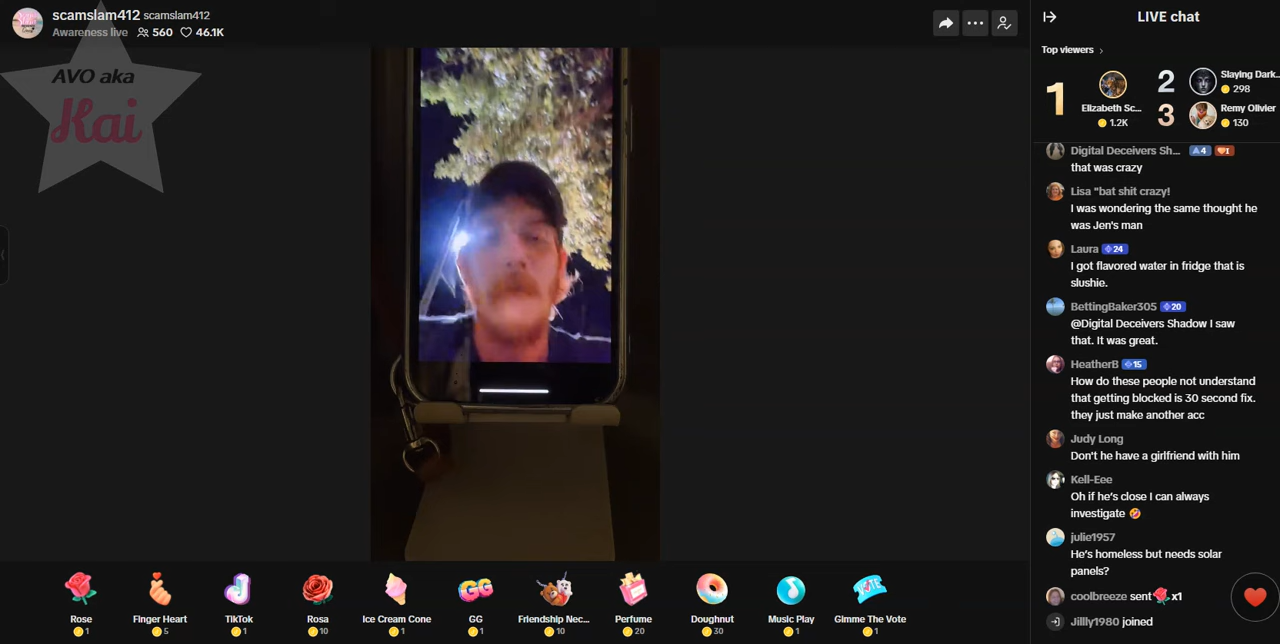 scamslam412 scamslam412
Awareness live 560 46.1K
AVO aka
Kai
LIVE chat
Top viewers
1
Elizabeth Sc...
1.2K
2
Slaying Dark...
298
3
Remy Olivier
130
Digital Deceivers Sh... 4 I
that was crazy
Lisa "bat shit crazy!
I was wondering the same thought he
was Jen's man
Laura 24
I got flavored water in fridge that is
slushie.
BettingBaker305 20
@Digital Deceivers Shadow I saw
that. It was great.
HeatherB 15
How do these people not understand
that getting blocked is 30 second fix.
they just make another acc
Judy Long
Don't he have a girlfriend with him
Kell-Eee
Oh if he's close I can always
investigate 🤣
julie1957
He's homeless but needs solar
panels?
coolbreeze sent x1
Jillly1980 joined
Rose
1
Finger Heart
5
TikTok
1
Rosa
10
Ice Cream Cone
1
GG
GG
1
Friendship Nec...
10
Perfume
20
Doughnut
30
Music Play
1
VOTE
Gimme The Vote
1